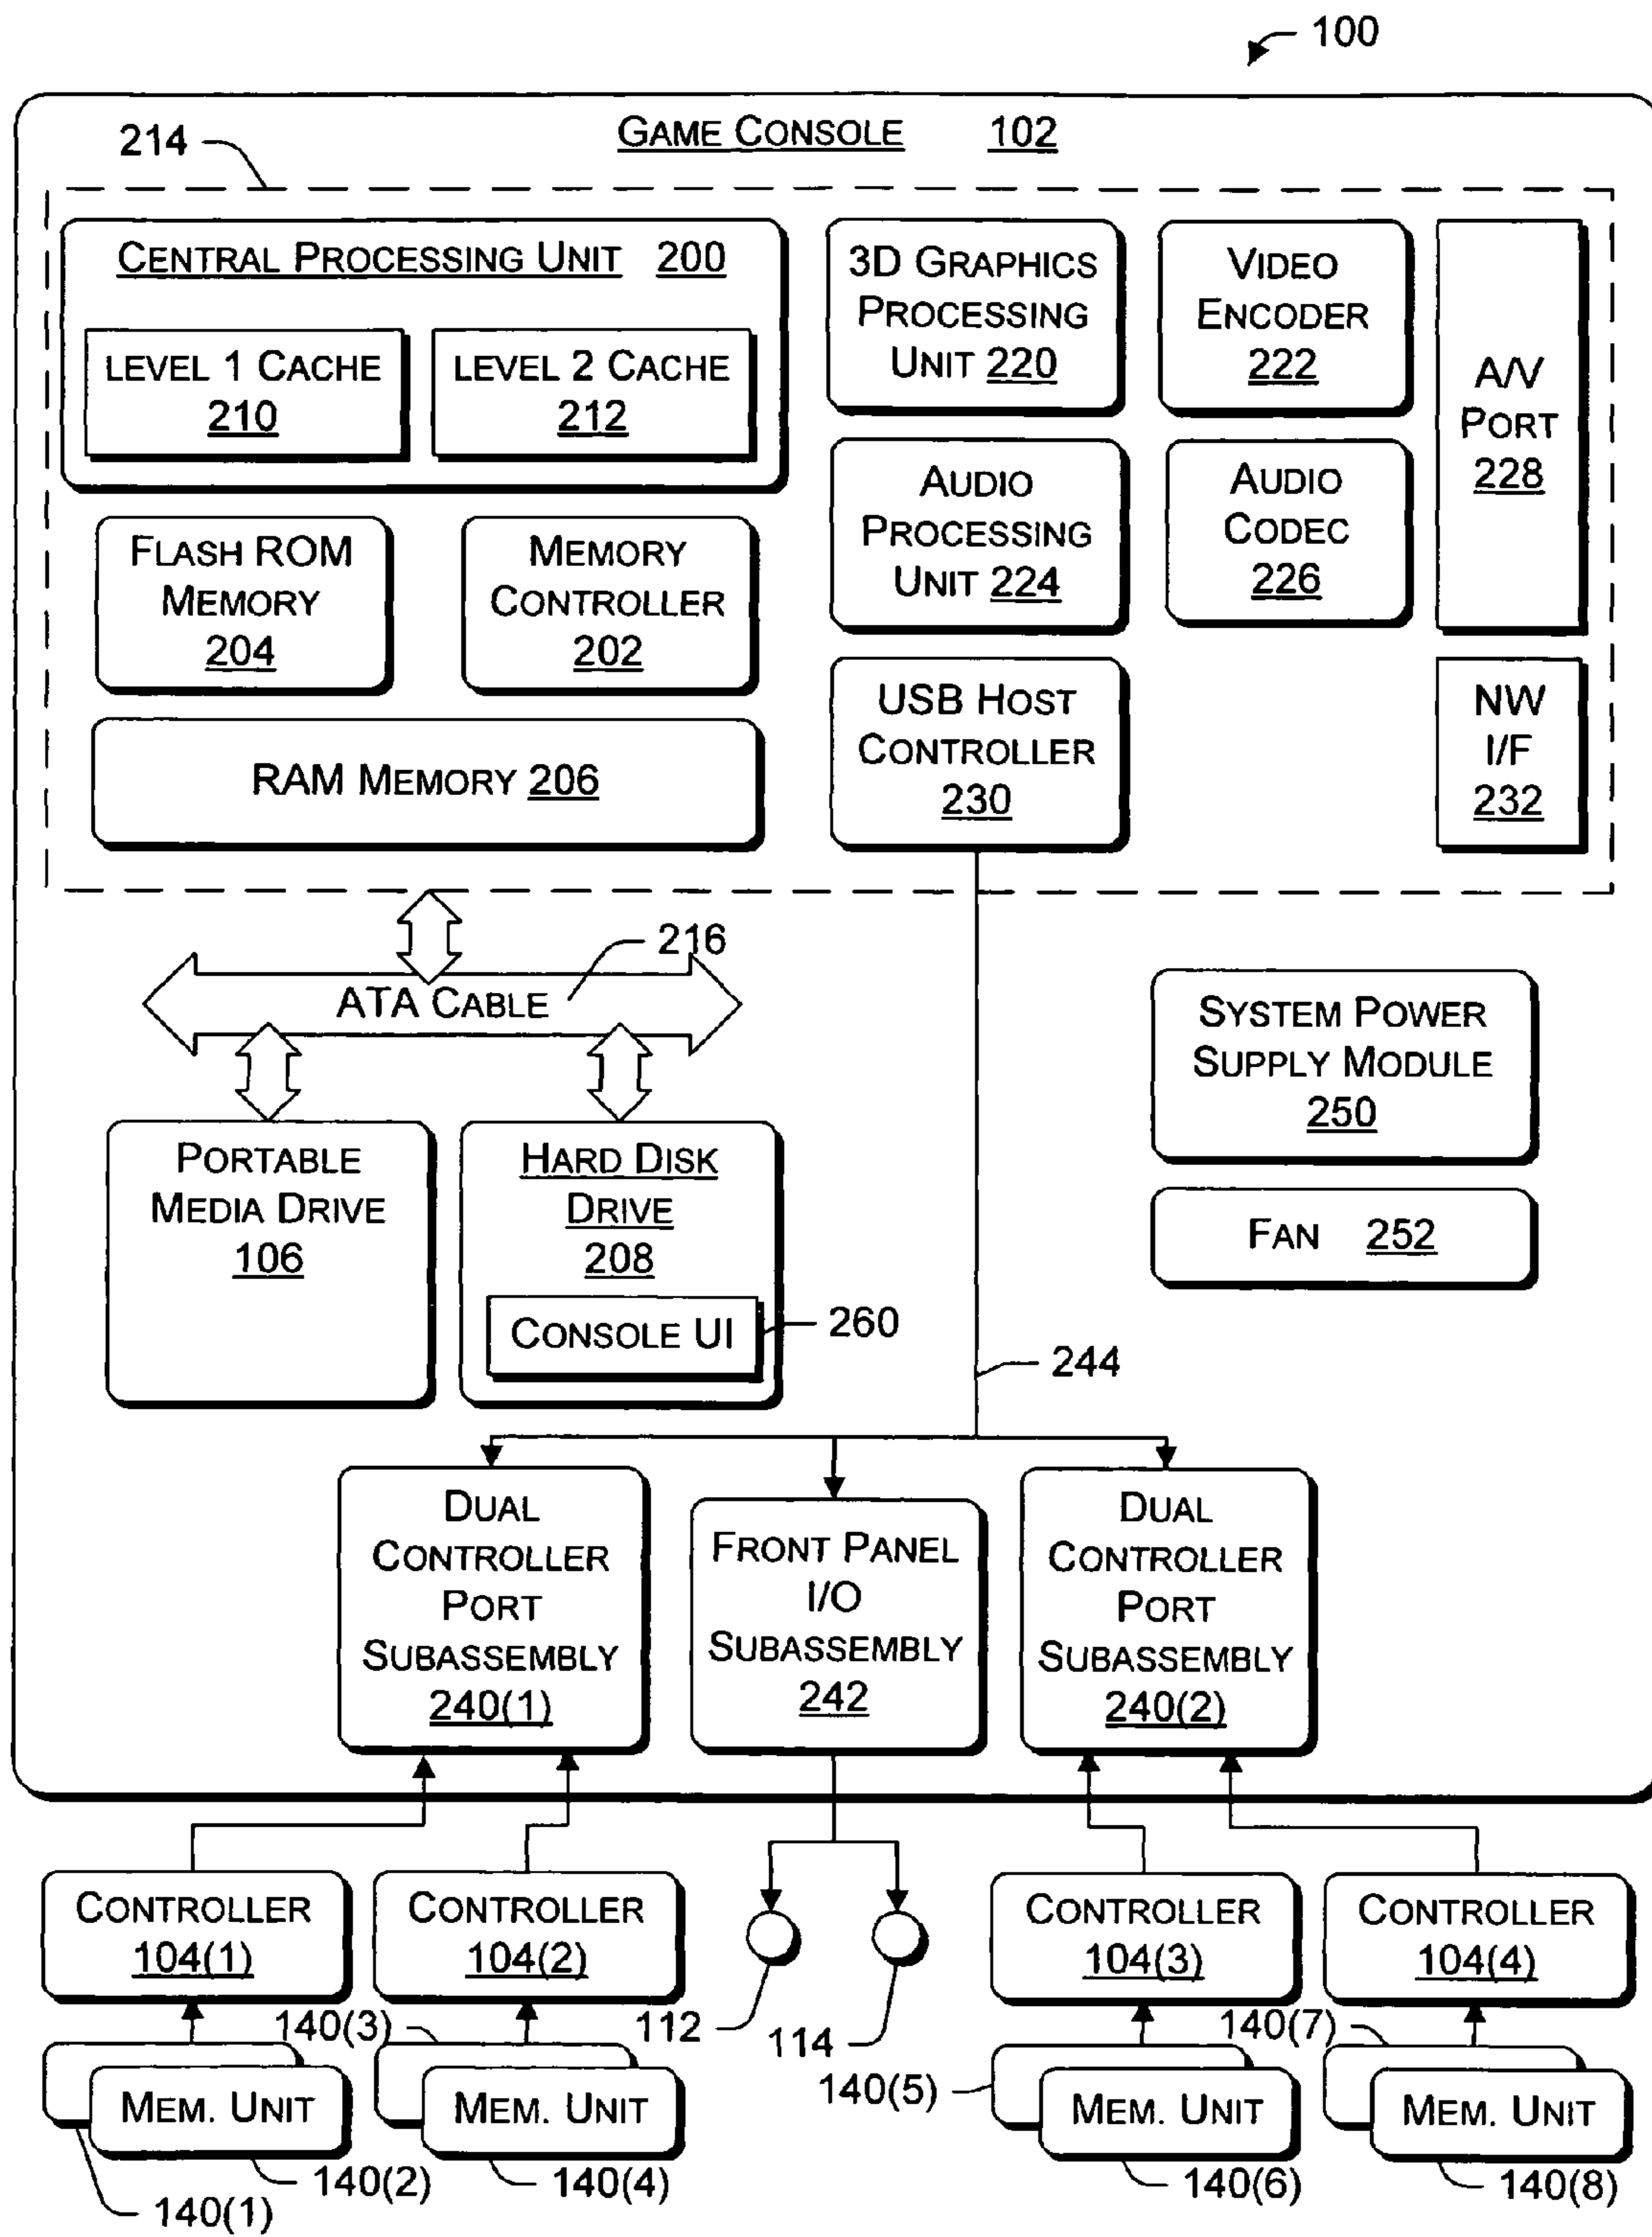 100
GAME CONSOLE 102
214
CENTRAL PROCESSING UNIT 200
LEVEL 1 CACHE
210
LEVEL 2 CACHE
212
3D GRAPHICS
PROCESSING
UNIT 220
VIDEO
ENCODER
222
A/V
PORT
228
AUDIO
PROCESSING
UNIT 224
AUDIO
CODEC
226
FLASH ROM
MEMORY
204
MEMORY
CONTROLLER
202
USB HOST
CONTROLLER
230
NW
I/F
232
RAM MEMORY 206
216
ATA CABLE
SYSTEM POWER
SUPPLY MODULE
250
PORTABLE
MEDIA DRIVE
106
HARD DISK
DRIVE
208
CONSOLE UI
260
FAN 252
244
DUAL
CONTROLLER
PORT
SUBASSEMBLY
240(1)
FRONT PANEL
I/O
SUBASSEMBLY
242
DUAL
CONTROLLER
PORT
SUBASSEMBLY
240(2)
CONTROLLER
104(1)
CONTROLLER
104(2)
112
114
CONTROLLER
104(3)
CONTROLLER
104(4)
140(3)
140(7)
140(5)
MEM. UNIT
MEM. UNIT
MEM. UNIT
MEM. UNIT
140(2)
140(4)
140(6)
140(8)
140(1)